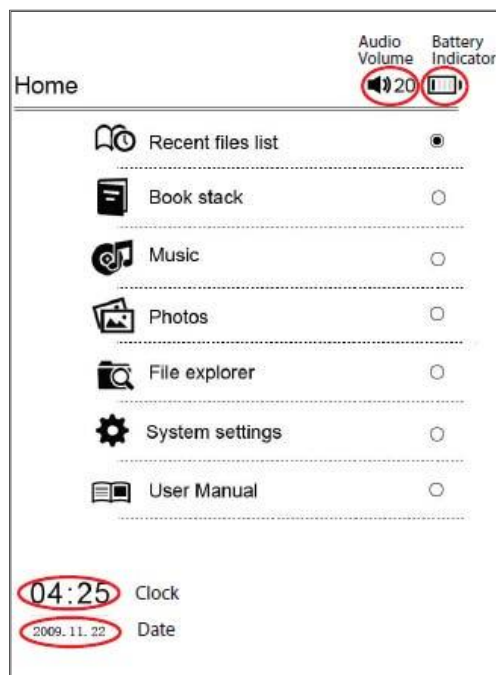 Audio Volume
Battery Indicator
Home
20
Recent files list
Book stack
Music
Photos
File explorer
System settings
User Manual
04:25 Clock
2009.11.22 Date